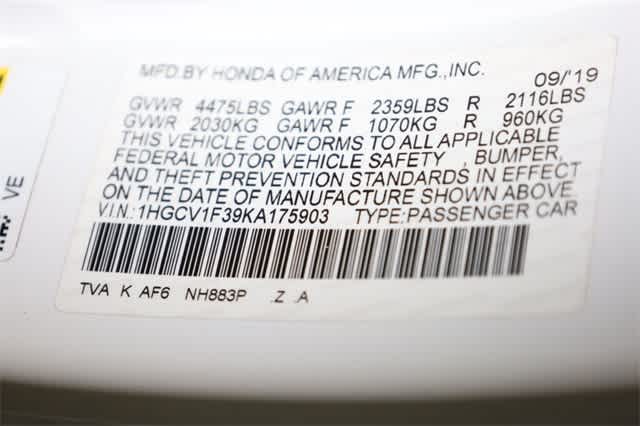 MFD.BY HONDA OF AMERICA MFG.,INC. 09/'19
GVWR 4475LBS GAWR F 2359LBS R 2116LBS
GVWR 2030KG GAWR F 1070KG R 960KG
THIS VEHICLE CONFORMS TO ALL APPLICABLE
FEDERAL MOTOR VEHICLE SAFETY , BUMPER,
AND THEFT PREVENTION STANDARDS IN EFFECT
ON THE DATE OF MANUFACTURE SHOWN ABOVE.
V.I.N.:1HGCV1F39KA175903 TYPE:PASSENGER CAR
TVA K AF6 NH883P .Z .A
VE